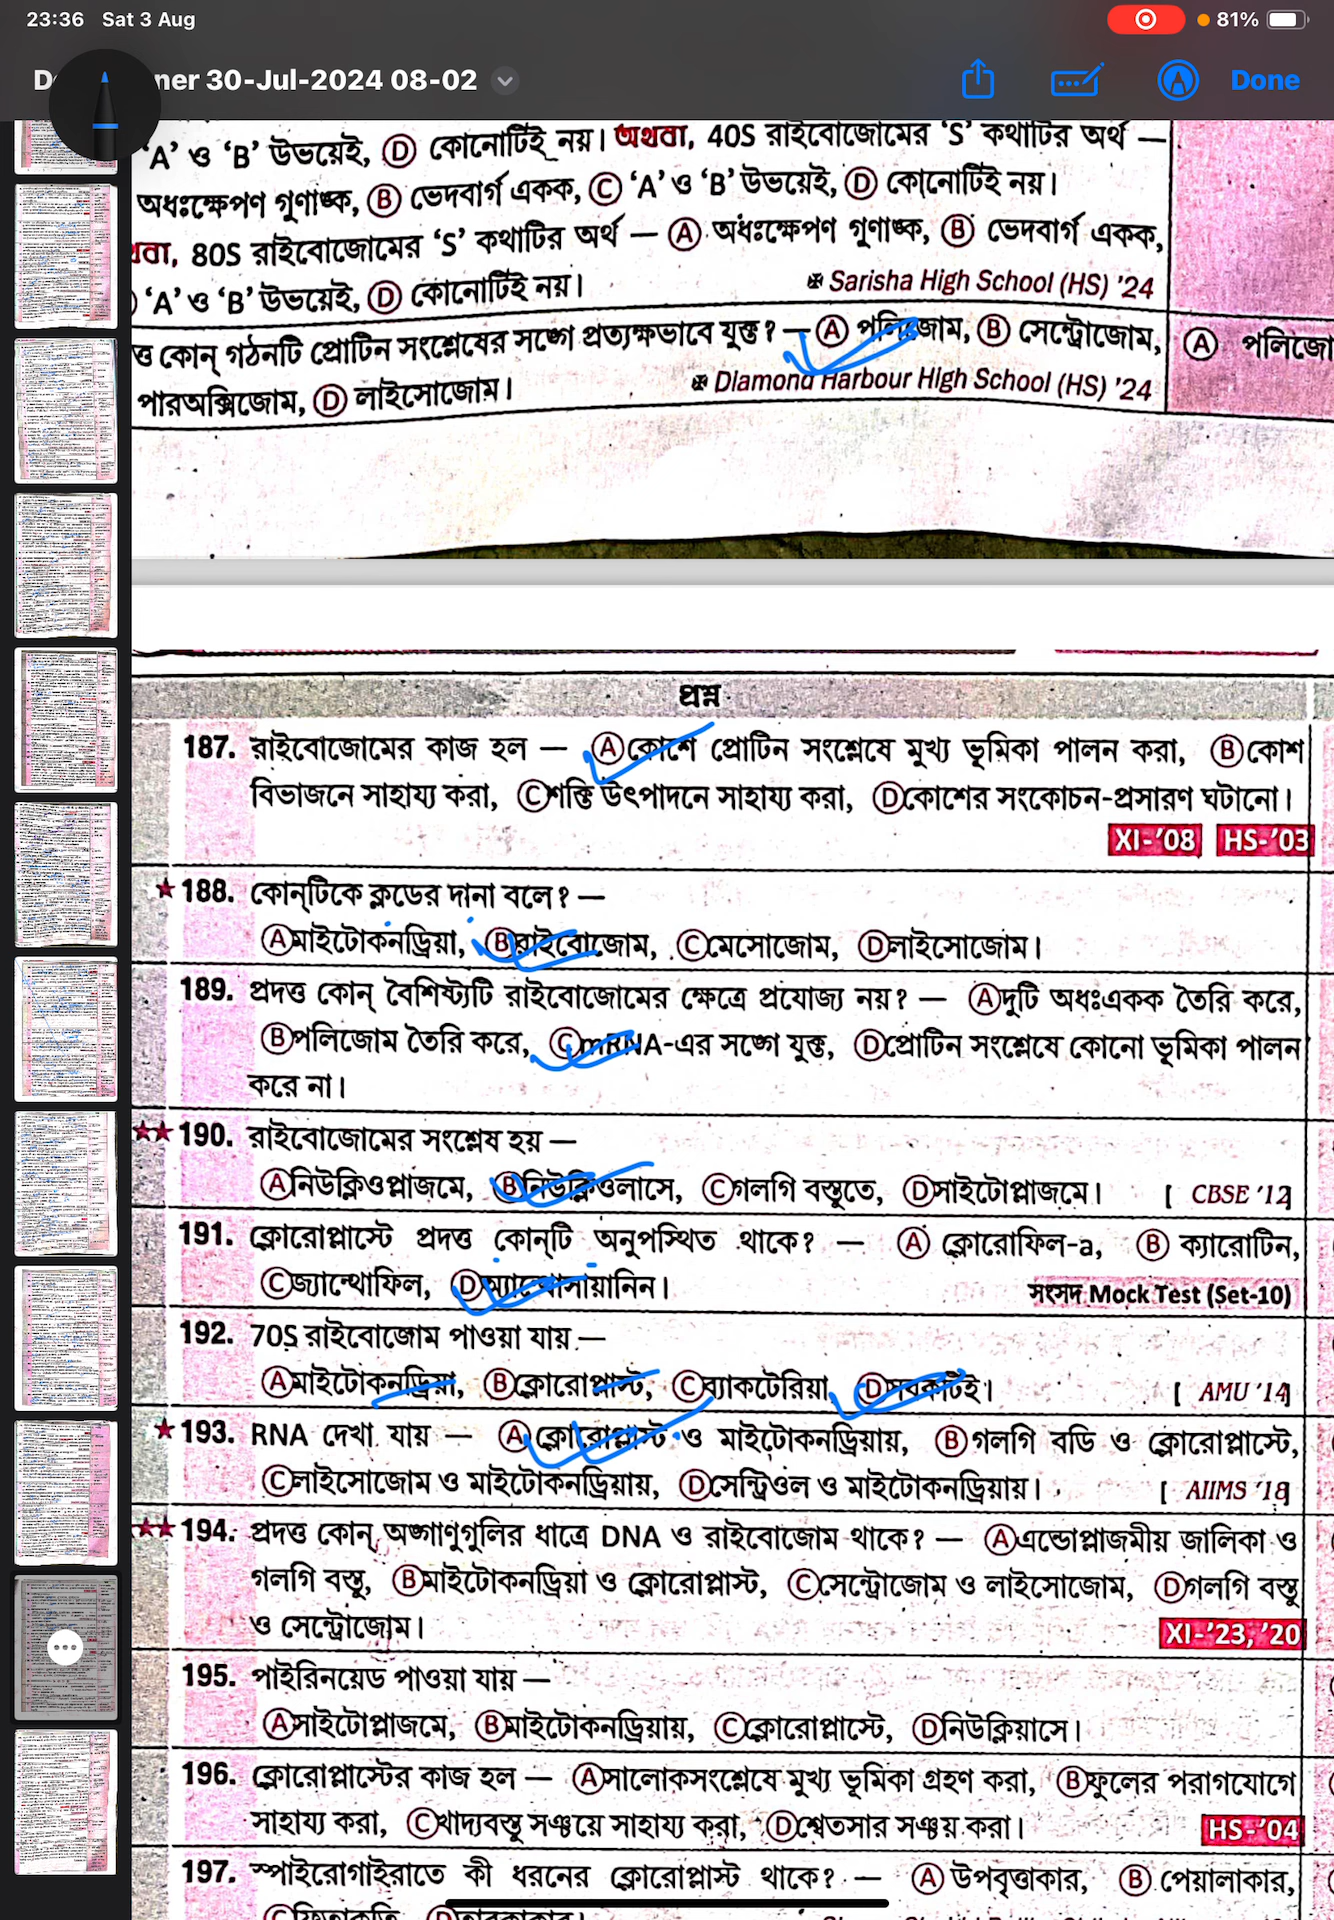 23:36 Sat 3 Aug
81%
ner 30-Jul-2024 08-02
Done
'A' ও 'B' উভয়েই, Ⓓ কোনোটিই নয়। অথবা, 40S রাইবোজোমের 'S' কথাটির অর্থ —
অধঃক্ষেপণ গুণাঙ্ক, Ⓑ ভেদবার্গ একক, Ⓒ 'A' ও 'B' উভয়েই, Ⓓ কোনোটিই নয়।
80S রাইবোজোমের 'S' কথাটির অর্থ — Ⓐ অধঃক্ষেপণ গুণাঙ্ক, Ⓑ ভেদবার্গ একক,
'A' ও 'B' উভয়েই, Ⓓ কোনোটিই নয়। ✠ Sarisha High School (HS) '24
ত্ত কোন্ গঠনটি প্রোটিন সংশ্লেষের সঙ্গে প্রত্যক্ষভাবে যুক্ত? — Ⓐ পলিজোম, Ⓑ সেন্ট্রোজোম, Ⓐ পলিজো
পারঅক্সিজোম, Ⓓ লাইসোজোম। ✠ Diamond Harbour High School (HS) '24
প্রশ্ন
187. রাইবোজোমের কাজ হল — Ⓐকোশে প্রোটিন সংশ্লেষে মুখ্য ভূমিকা পালন করা, Ⓑকোশ
বিভাজনে সাহায্য করা, Ⓒশক্তি উৎপাদনে সাহায্য করা, Ⓓকোশের সংকোচন-প্রসারণ ঘটানো।
XI-'08 HS-'03
★188. কোন্‌টিকে ক্লডের দানা বলে? —
Ⓐমাইটোকনড্রিয়া, Ⓑরাইবোজোম, Ⓒমেসোজোম, Ⓓলাইসোজোম।
189. প্রদত্ত কোন্ বৈশিষ্ট্যটি রাইবোজোমের ক্ষেত্রে প্রযোজ্য নয়? — Ⓐদুটি অধঃএকক তৈরি করে,
Ⓑপলিজোম তৈরি করে, ⒸmRNA-এর সঙ্গে যুক্ত, Ⓓপ্রোটিন সংশ্লেষে কোনো ভূমিকা পালন
করে না।
★★190. রাইবোজোমের সংশ্লেষ হয় —
Ⓐনিউক্লিওপ্লাজমে, Ⓑনিউক্লিওলাসে, Ⓒগলগি বস্তুতে, Ⓓসাইটোপ্লাজমে। [ CBSE '12]
191. ক্লোরোপ্লাস্টে প্রদত্ত কোন্‌টি অনুপস্থিত থাকে? — Ⓐ ক্লোরোফিল-a, Ⓑ ক্যারোটিন,
Ⓒজ্যান্থোফিল, Ⓓঅ্যান্থোসায়ানিন। সংসদ Mock Test (Set-10)
192. 70S রাইবোজোম পাওয়া যায় —
Ⓐমাইটোকনড্রিয়া, Ⓑক্লোরোপ্লাস্ট, Ⓒব্যাকটেরিয়া, Ⓓসবকটিই। [ AMU '14]
★193. RNA দেখা যায় — Ⓐক্লোরোপ্লাস্ট ও মাইটোকনড্রিয়ায়, Ⓑগলগি বডি ও ক্লোরোপ্লাস্টে,
Ⓒলাইসোজোম ও মাইটোকনড্রিয়ায়, Ⓓসেন্ট্রিওল ও মাইটোকনড্রিয়ায়। [ AIIMS '18]
★★194. প্রদত্ত কোন্ অঙ্গাণুগুলির ধাত্রে DNA ও রাইবোজোম থাকে? — Ⓐএন্ডোপ্লাজমীয় জালিকা ও
গলগি বস্তু, Ⓑমাইটোকনড্রিয়া ও ক্লোরোপ্লাস্ট, Ⓒসেন্ট্রোজোম ও লাইসোজোম, Ⓓগলগি বস্তু
ও সেন্ট্রোজোম। XI-'23, '20
195. পাইরিনয়েড পাওয়া যায় —
Ⓐসাইটোপ্লাজমে, Ⓑমাইটোকনড্রিয়ায়, Ⓒক্লোরোপ্লাস্টে, Ⓓনিউক্লিয়াসে।
196. ক্লোরোপ্লাস্টের কাজ হল — Ⓐসালোকসংশ্লেষে মুখ্য ভূমিকা গ্রহণ করা, Ⓑফুলের পরাগযোগে
সাহায্য করা, Ⓒখাদ্যবস্তু সঞ্চয়ে সাহায্য করা, Ⓓশ্বেতসার সঞ্চয় করা। HS-'04
197. স্পাইরোগাইরাতে কী ধরনের ক্লোরোপ্লাস্ট থাকে? — Ⓐ উপবৃত্তাকার, Ⓑ পেয়ালাকার,